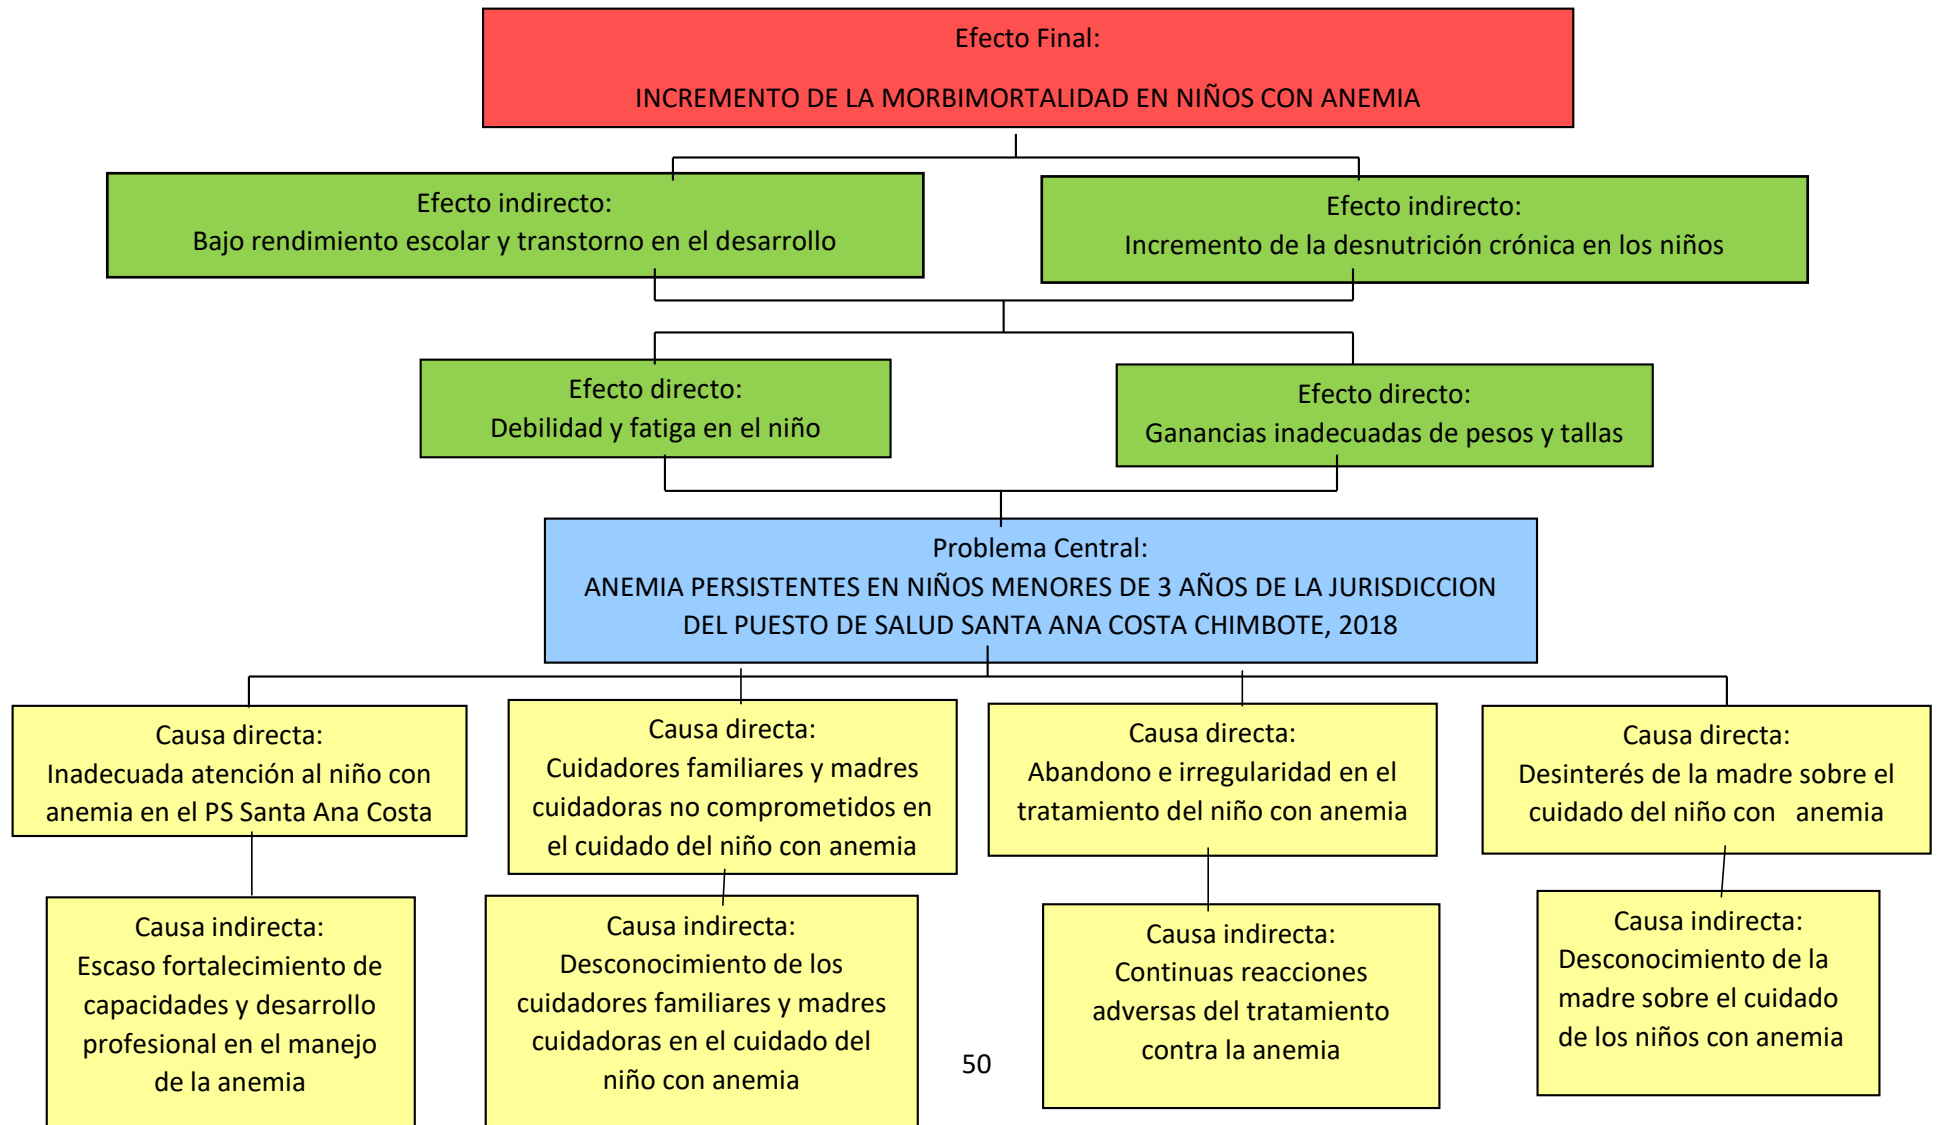 Efecto Final:
INCREMENTO DE LA MORBIMORTALIDAD EN NIÑOS CON ANEMIA
Efecto indirecto:
Bajo rendimiento escolar y transtorno en el desarrollo
Efecto indirecto:
Incremento de la desnutrición crónica en los niños
Efecto directo:
Debilidad y fatiga en el niño
Efecto directo:
Ganancias inadecuadas de pesos y tallas
Problema Central:
ANEMIA PERSISTENTES EN NIÑOS MENORES DE 3 AÑOS DE LA JURISDICCION
DEL PUESTO DE SALUD SANTA ANA COSTA CHIMBOTE, 2018
Causa directa:
Inadecuada atención al niño con
anemia en el PS Santa Ana Costa
Causa directa:
Cuidadores familiares y madres
cuidadoras no comprometidos en
el cuidado del niño con anemia
Causa directa:
Abandono e irregularidad en el
tratamiento del niño con anemia
Causa directa:
Desinterés de la madre sobre el
cuidado del niño con anemia
Causa indirecta:
Escaso fortalecimiento de
capacidades y desarrollo
profesional en el manejo
de la anemia
Causa indirecta:
Desconocimiento de los
cuidadores familiares y madres
cuidadoras en el cuidado del
niño con anemia
Causa indirecta:
Continuas reacciones
adversas del tratamiento
contra la anemia
Causa indirecta:
Desconocimiento de la
madre sobre el cuidado
de los niños con anemia
50